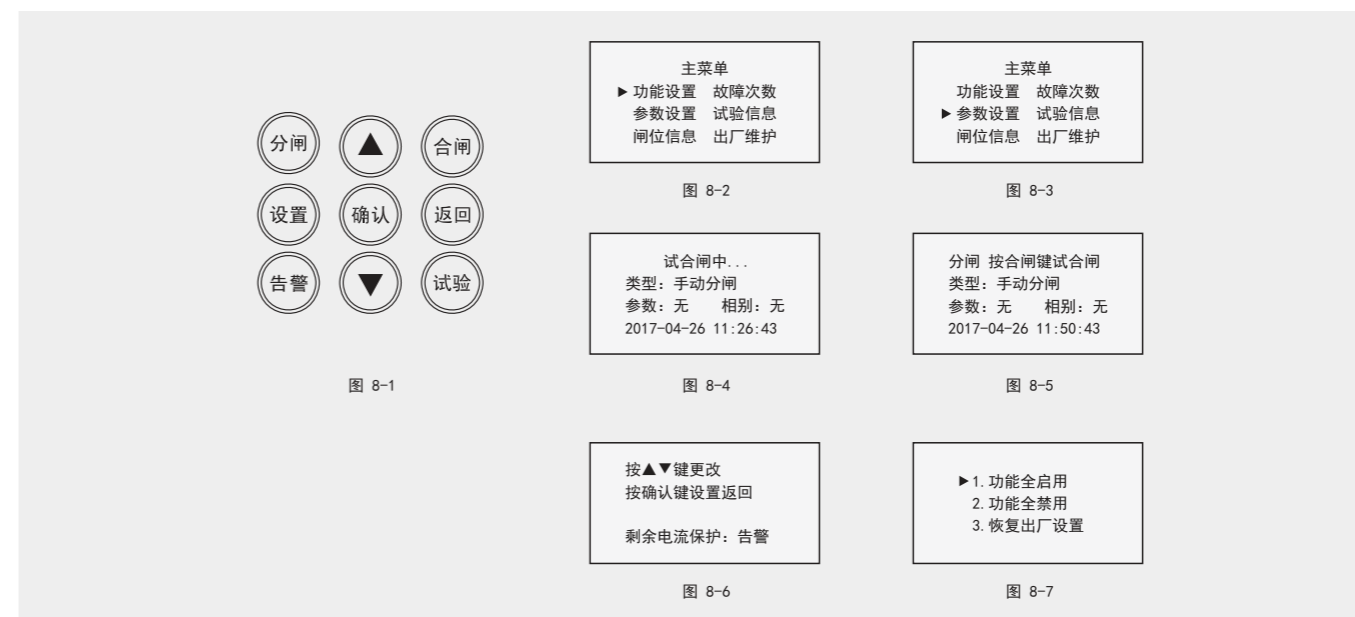 分闸 ▲ 合闸
设置 确认 返回
告警 ▼ 试验
图 8-1
主菜单
▶ 功能设置 故障次数
参数设置 试验信息
闸位信息 出厂维护
图 8-2
主菜单
功能设置 故障次数
▶ 参数设置 试验信息
闸位信息 出厂维护
图 8-3
试合闸中...
类型: 手动分闸
参数: 无 相别: 无
2017-04-26 11:26:43
图 8-4
分闸 按合闸键试合闸
类型: 手动分闸
参数: 无 相别: 无
2017-04-26 11:50:43
图 8-5
按▲▼键更改
按确认键设置返回
剩余电流保护: 告警
图 8-6
▶1.功能全启用
2.功能全禁用
3.恢复出厂设置
图 8-7